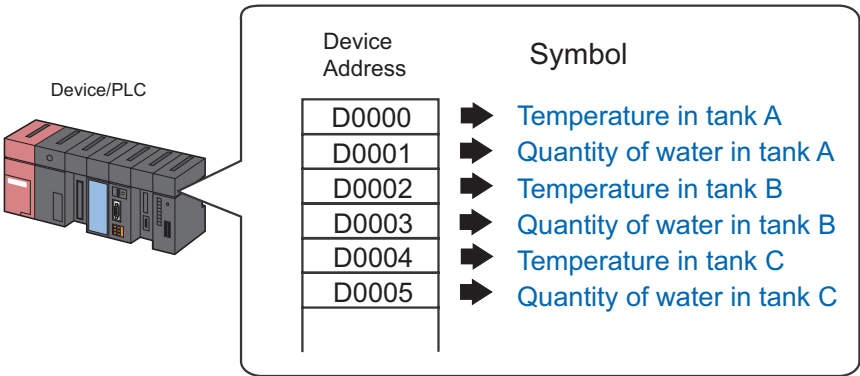 Device/PLC
Device
Address
Symbol
D0000
Temperature in tank A
D0001
Quantity of water in tank A
D0002
Temperature in tank B
D0003
Quantity of water in tank B
D0004
Temperature in tank C
D0005
Quantity of water in tank C